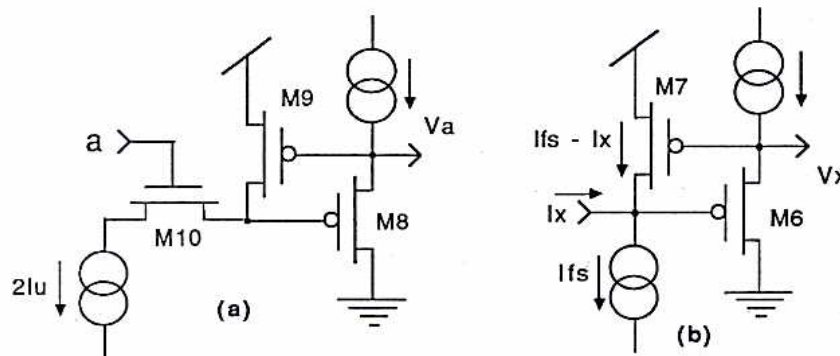 M9
Va
a
M8
M10
2Iu
(a)
M7
Ifs - Ix
Vx
Ix
M6
Ifs
(b)